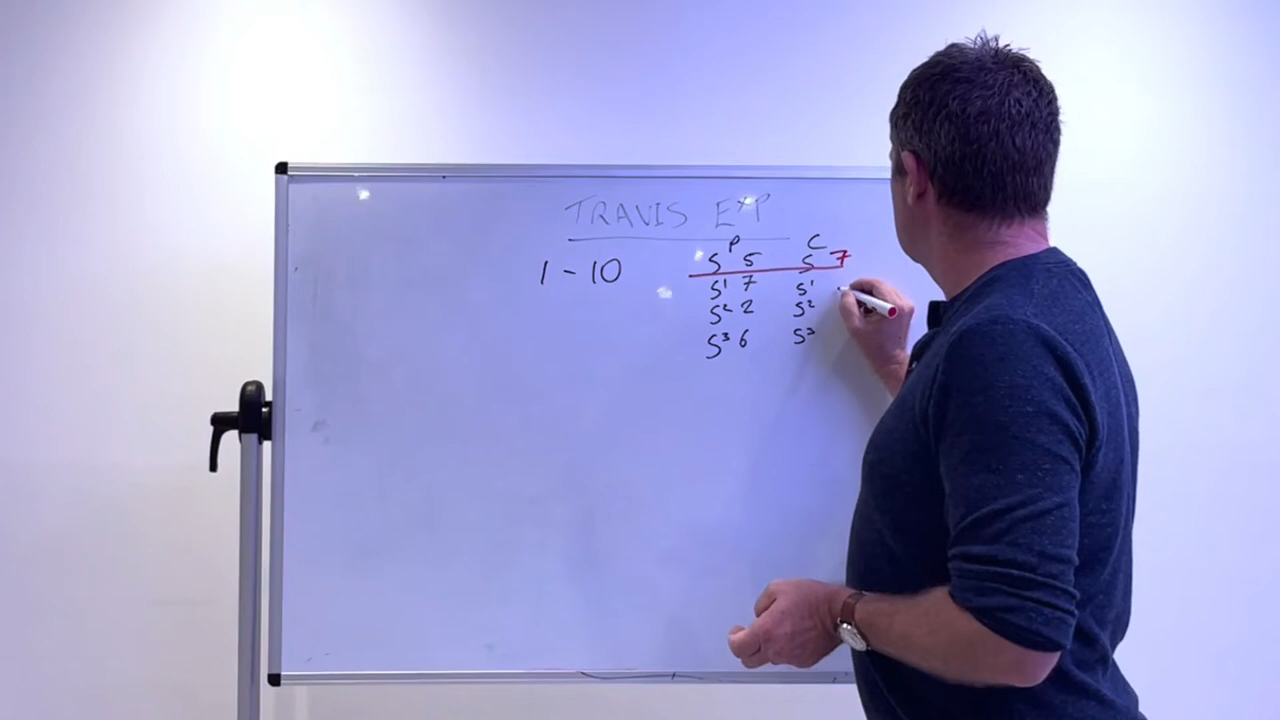 TRAVIS EXP
P C
1 - 10 S 5 S 7
S¹ 7 S¹
S² 2 S²
S³ 6 S³